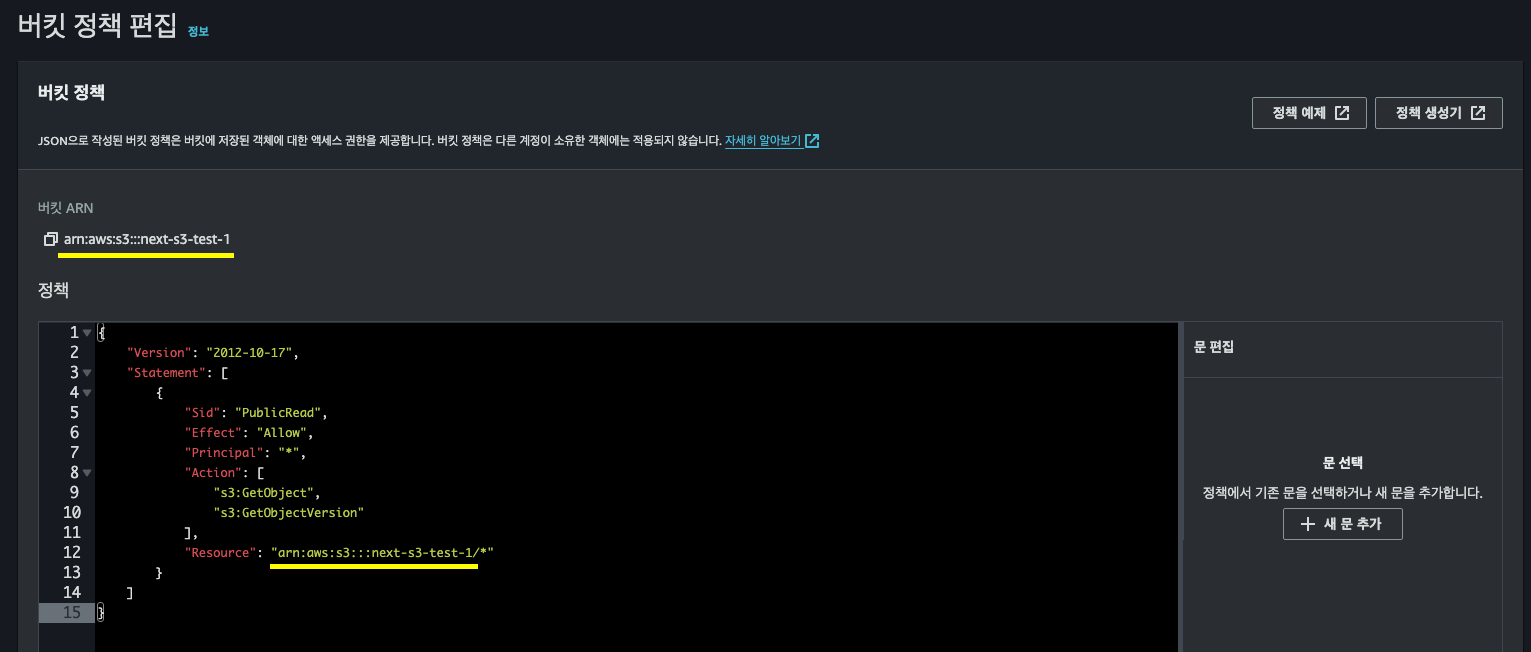 버킷 정책 편집 정보
버킷 정책
정책 예제
정책 생성기
JSON으로 작성된 버킷 정책은 버킷에 저장된 객체에 대한 액세스 권한을 제공합니다. 버킷 정책은 다른 계정이 소유한 객체에는 적용되지 않습니다. 자세히 알아보기
버킷 ARN
arn:aws:s3:::next-s3-test-1
정책
1 {
2 "Version": "2012-10-17",
3 "Statement": [
4 {
5 "Sid": "PublicRead",
6 "Effect": "Allow",
7 "Principal": "*",
8 "Action": [
9 "s3:GetObject",
10 "s3:GetObjectVersion"
11 ],
12 "Resource": "arn:aws:s3:::next-s3-test-1/*"
13 }
14 ]
15 }
문 편집
문 선택
정책에서 기존 문을 선택하거나 새 문을 추가합니다.
+ 새 문 추가